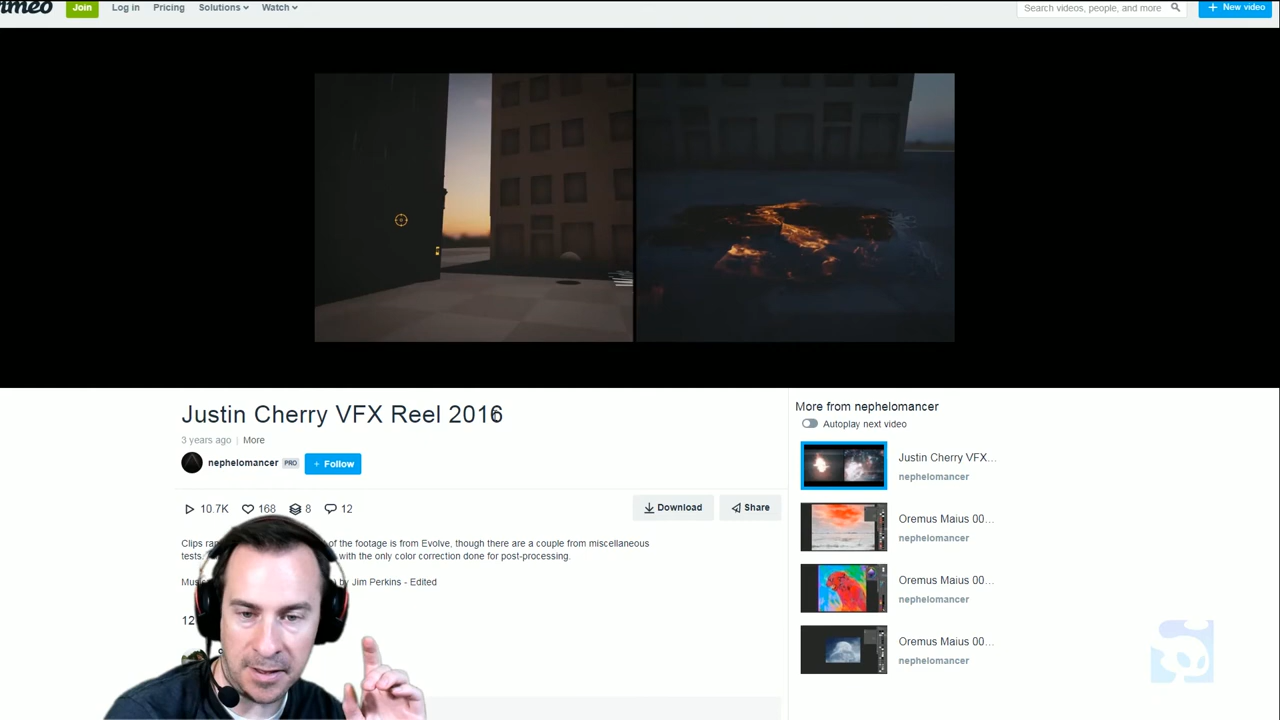 Join Log in Pricing Solutions Watch Search videos, people, and more + New video
Justin Cherry VFX Reel 2016
3 years ago | More
nephelomancer PRO + Follow
10.7K 168 8 12
Download Share
Clips of the footage is from Evolve, though there are a couple from miscellaneous
tests. with the only color correction done for post-processing.
by Jim Perkins - Edited
12
More from nephelomancer
Autoplay next video
Justin Cherry VFX...
nephelomancer
Oremus Maius 00...
nephelomancer
Oremus Maius 00...
nephelomancer
Oremus Maius 00...
nephelomancer